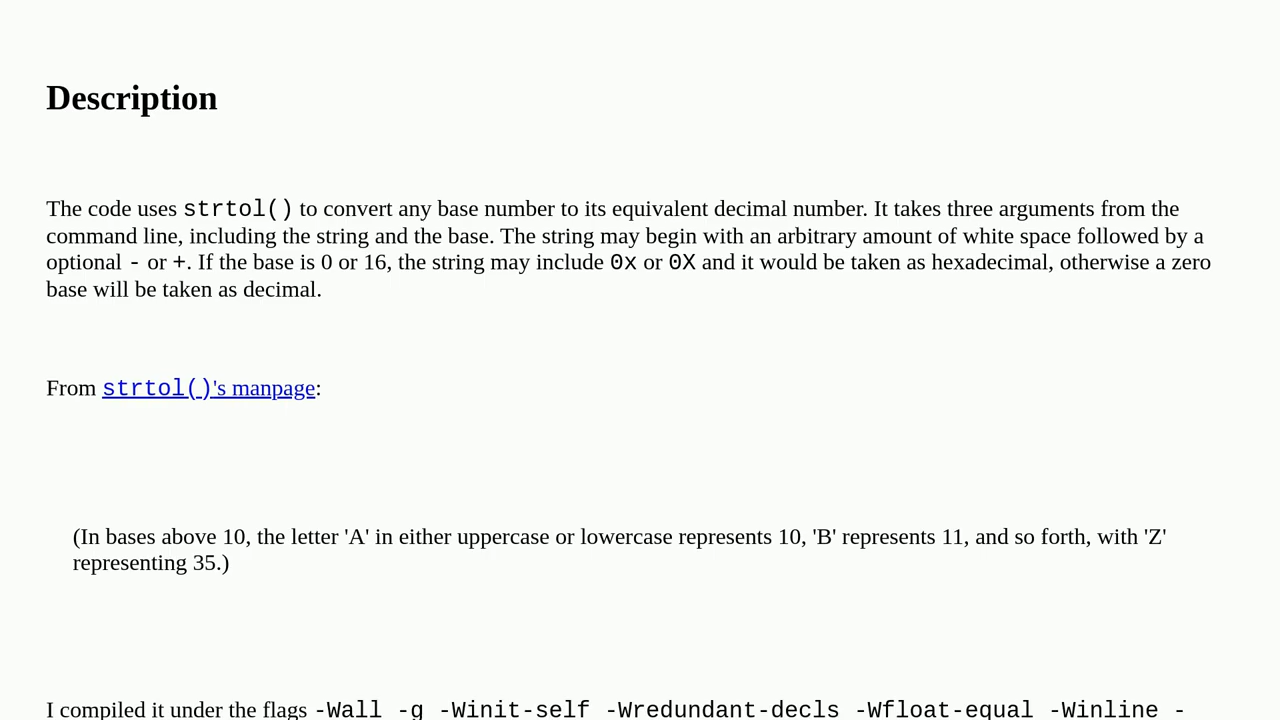 Description
The code uses strtol() to convert any base number to its equivalent decimal number. It takes three arguments from the
command line, including the string and the base. The string may begin with an arbitrary amount of white space followed by a
optional - or +. If the base is 0 or 16, the string may include 0x or 0X and it would be taken as hexadecimal, otherwise a zero
base will be taken as decimal.
From strtol()'s manpage:
(In bases above 10, the letter 'A' in either uppercase or lowercase represents 10, 'B' represents 11, and so forth, with 'Z'
representing 35.)
I compiled it under the flags -Wall -g -Winit-self -Wredundant-decls -Wfloat-equal -Winline -